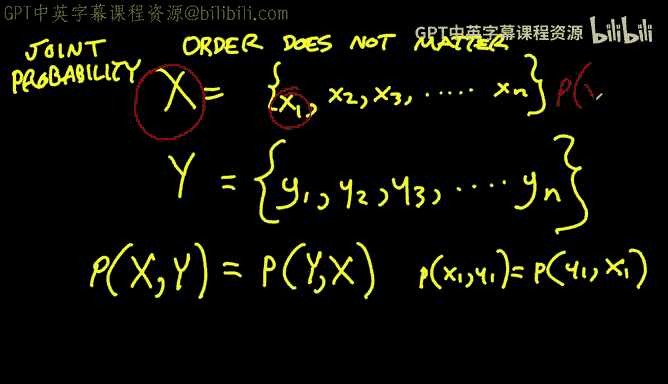 GPT中英字幕课程资源@bilibili.com
GPT中英字幕课程资源 bilibili
JOINT PROBABILITY
ORDER DOES NOT MATTER
X = {x₁, x₂, x₃, ..... xₙ} P(
Y = {y₁, y₂, y₃, .... yₙ}
P(X,Y) = P(Y,X) P(x₁,y₁) = P(y₁,x₁)